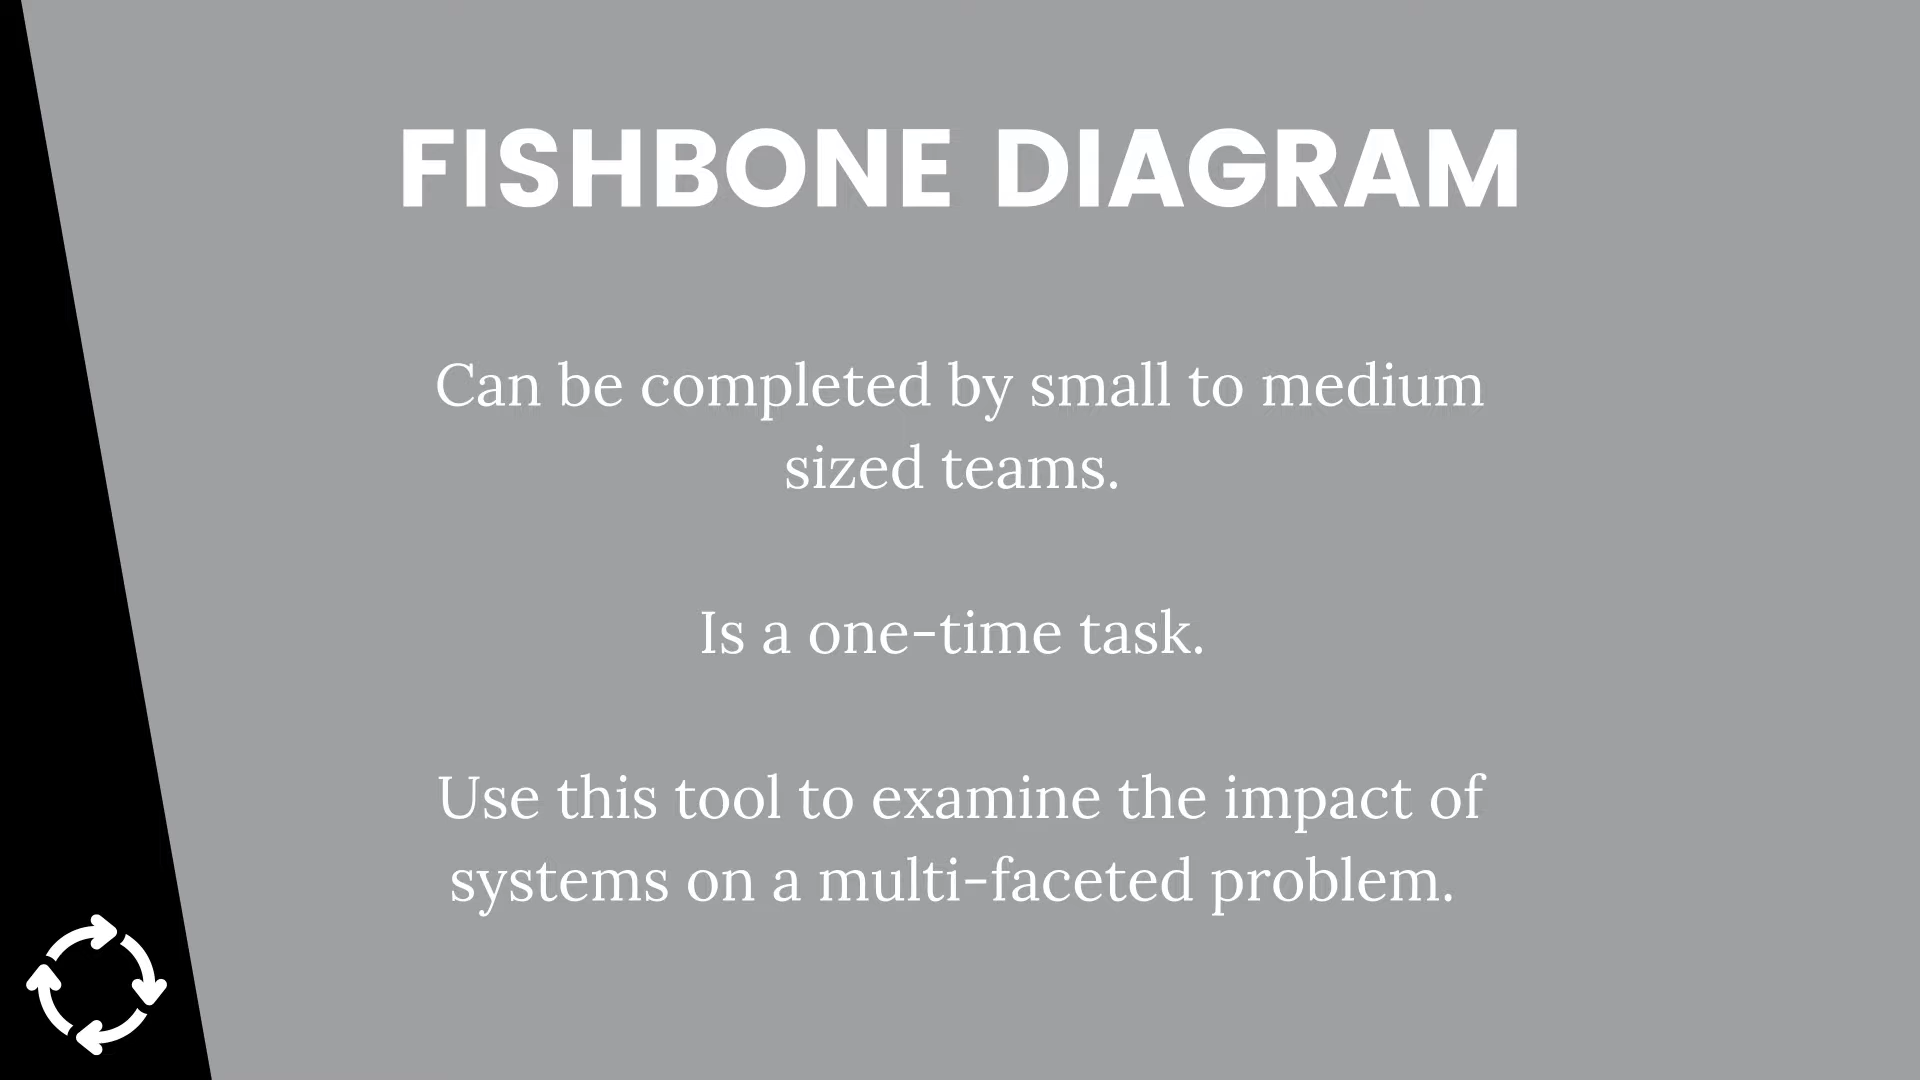 FISHBONE DIAGRAM
Can be completed by small to medium
sized teams.
Is a one-time task.
Use this tool to examine the impact of
systems on a multi-faceted problem.